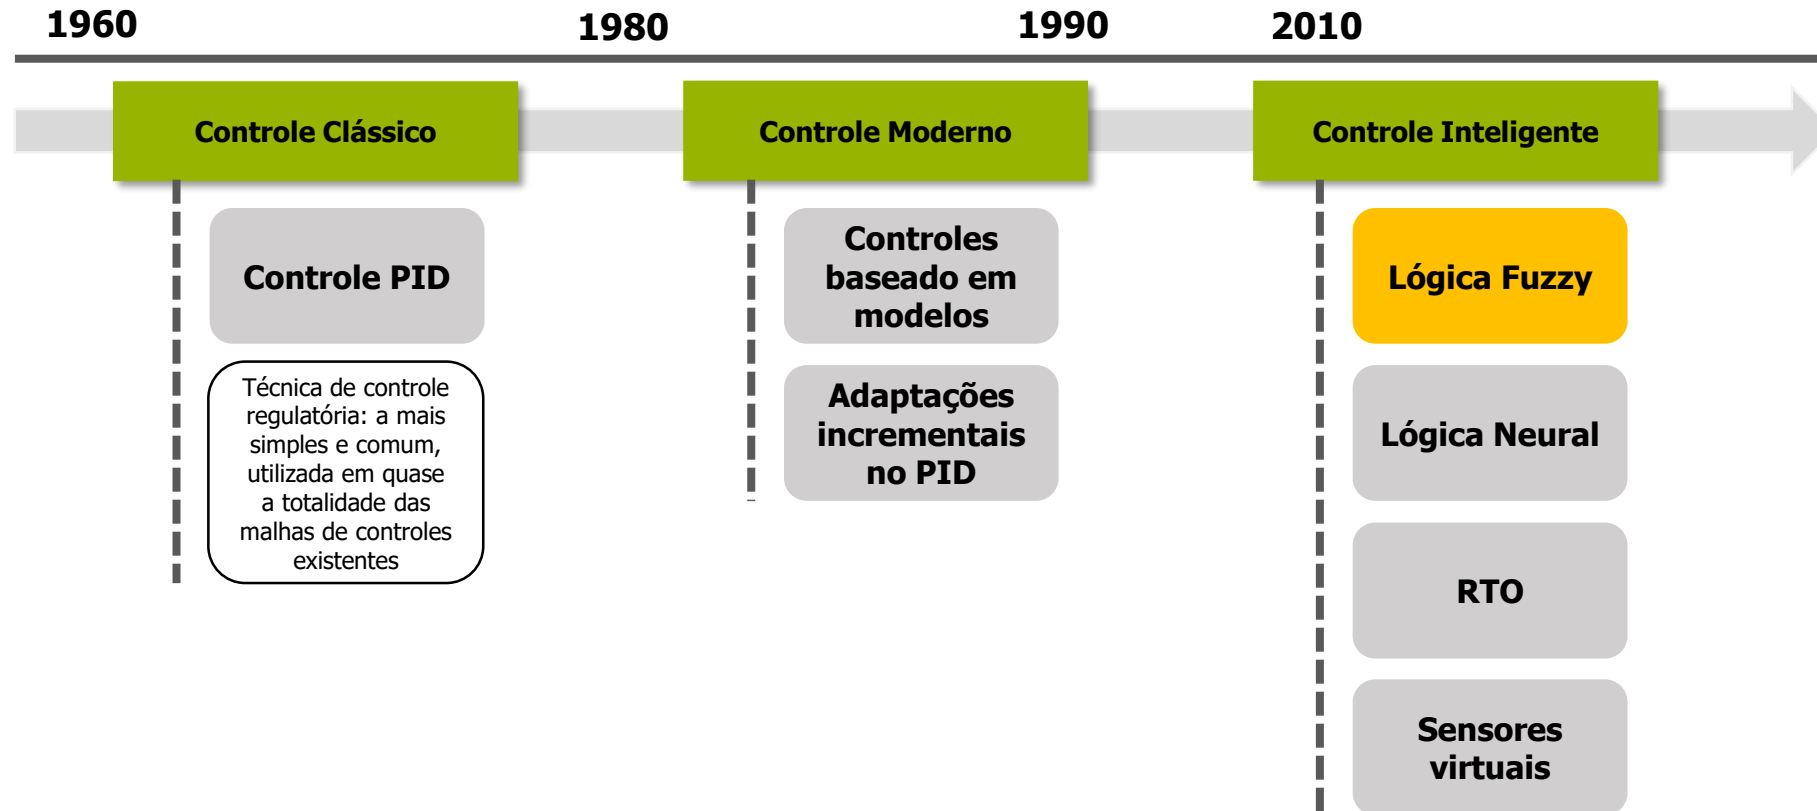 1960
1980
1990
2010
Controle Clássico
Controle Moderno
Controle Inteligente
Controle PID
Técnica de controle
regulatória: a mais
simples e comum,
utilizada em quase
a totalidade das
malhas de controles
existentes
Controles
baseado em
modelos
Adaptações
incrementais
no PID
Lógica Fuzzy
Lógica Neural
RTO
Sensores
virtuais